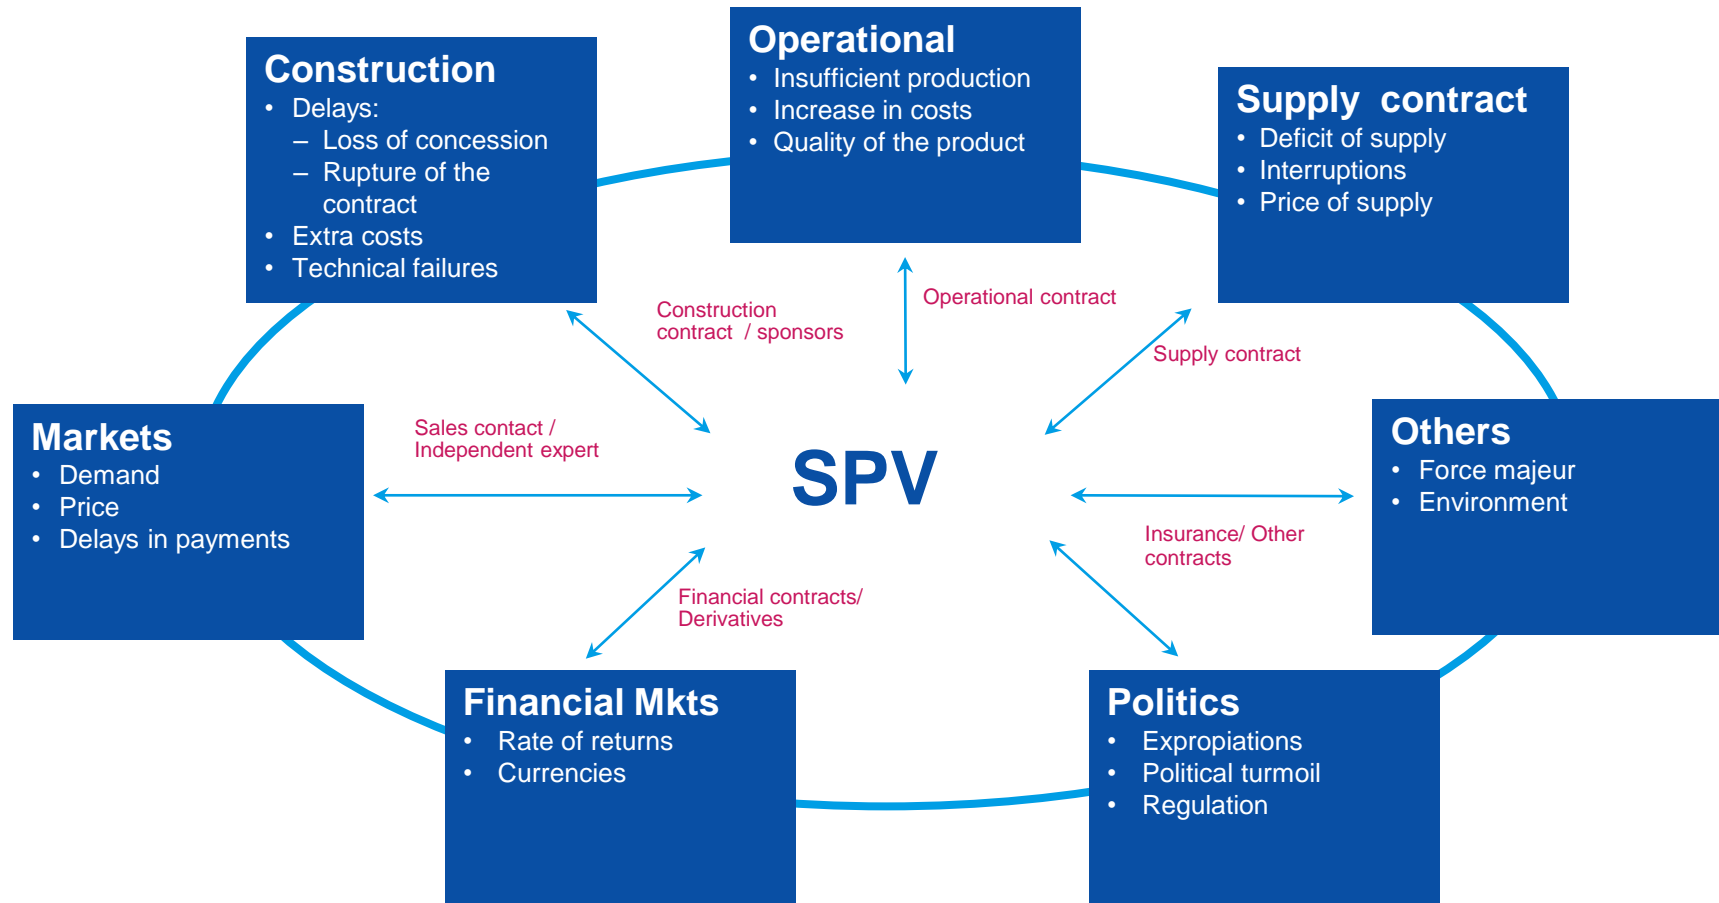 Operational
• Insufficient production
• Increase in costs
• Quality of the product
Construction
• Delays:
– Loss of concession
– Rupture of the
contract
• Extra costs
• Technical failures
Supply contract
• Deficit of supply
• Interruptions
• Price of supply
Construction
contract / sponsors
Operational contract
Supply contract
Markets
• Demand
• Price
• Delays in payments
Sales contact /
Independent expert
SPV
Others
• Force majeur
• Environment
Insurance/ Other
contracts
Financial contracts/
Derivatives
Financial Mkts
• Rate of returns
• Currencies
Politics
• Expropiations
• Political turmoil
• Regulation